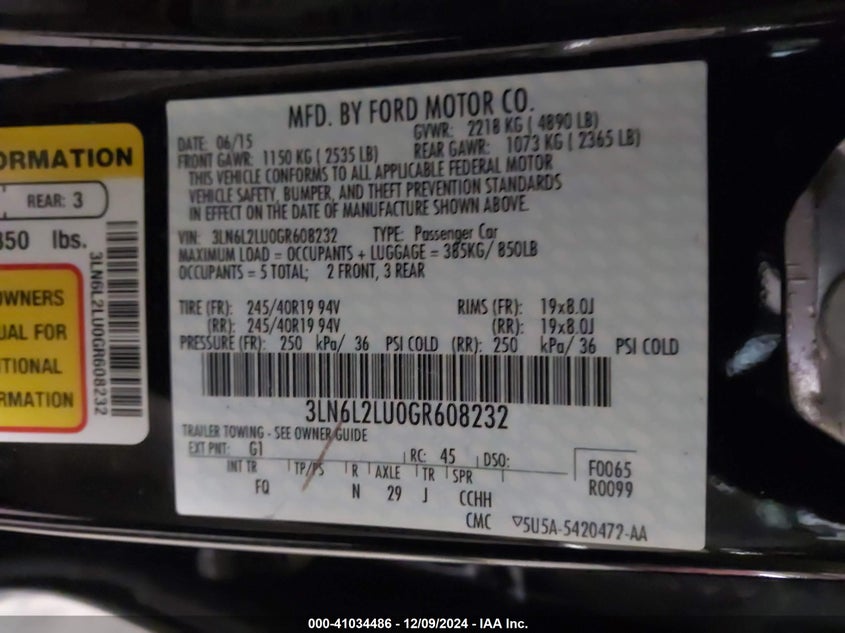 ORMATION
REAR: 3
850 lbs.
OWNERS
UAL FOR
ITIONAL
ORMATION
3LN6L2LU0GR608232
MFD. BY FORD MOTOR CO.
DATE: 06/15 GVWR: 2218 KG ( 4890 LB)
FRONT GAWR: 1150 KG ( 2535 LB) REAR GAWR: 1073 KG ( 2365 LB)
THIS VEHICLE CONFORMS TO ALL APPLICABLE FEDERAL MOTOR
VEHICLE SAFETY, BUMPER, AND THEFT PREVENTION STANDARDS
IN EFFECT ON THE DATE OF MANUFACTURE SHOWN ABOVE.
VIN: 3LN6L2LU0GR608232 TYPE: Passenger Car
MAXIMUM LOAD = OCCUPANTS + LUGGAGE = 385KG/ 850LB
OCCUPANTS = 5 TOTAL; 2 FRONT, 3 REAR
TIRE (FR): 245/40R19 94V RIMS (FR): 19x8.0J
(RR): 245/40R19 94V (RR): 19x8.0J
PRESSURE (FR): 250 kPa/ 36 PSI COLD (RR): 250 kPa/ 36 PSI COLD
3LN6L2LU0GR608232
TRAILER TOWING - SEE OWNER GUIDE
EXT PNT: G1 RC: 45 DSO: F0065
INT TR TP/PS R AXLE TR SPR R0099
FQ N 29 J CCHH
CMC ▽5U5A-5420472-AA
000-41034486 - 12/09/2024 - IAA Inc.